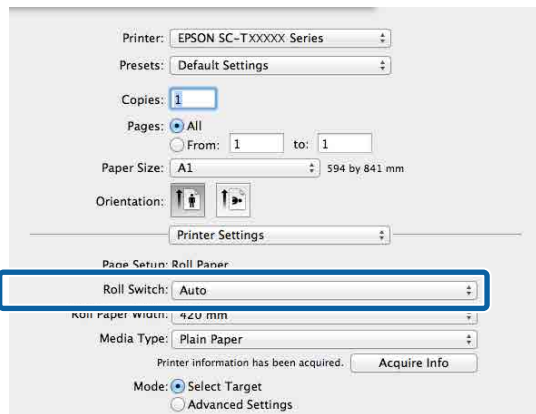 Printer: EPSON SC-TXXXXX Series
Presets: Default Settings
Copies: 1
Pages: All
From: 1 to: 1
Paper Size: A1 594 by 841 mm
Orientation:
Printer Settings
Page Setup: Roll Paper
Roll Switch: Auto
Roll Paper Width: 420 mm
Media Type: Plain Paper
Printer information has been acquired. Acquire Info
Mode: Select Target
Advanced Settings